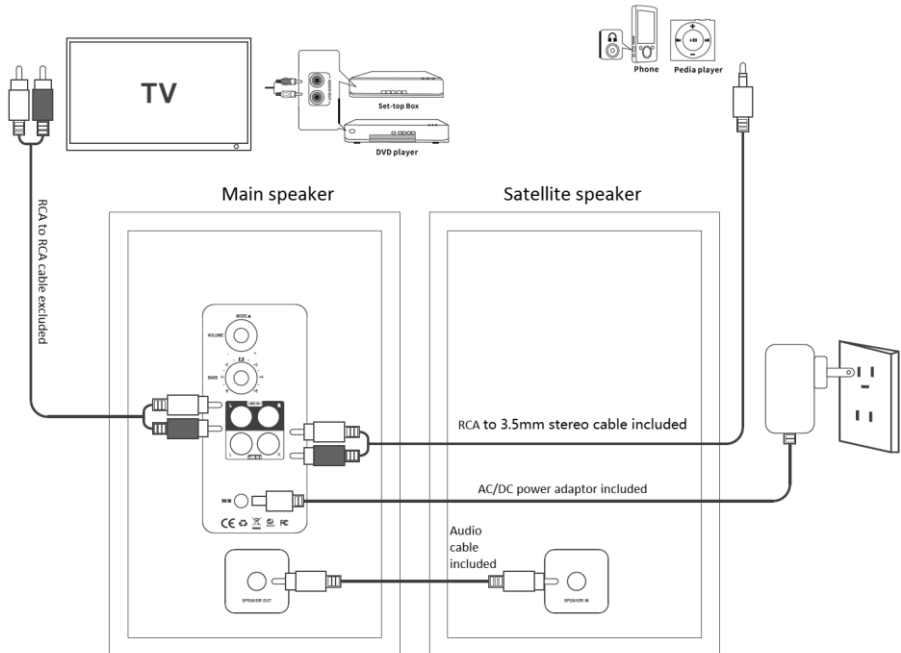 TV
Set-top Box
DVD player
Phone
Pedia player
Main speaker
Satellite speaker
RCA to RCA cable excluded
MODE
VOLUME
BASS
L
R
RCA to 3.5mm stereo cable included
AC/DC power adaptor included
CE
FC
Audio
cable
included
SPEAKER OUT
SPEAKER IN